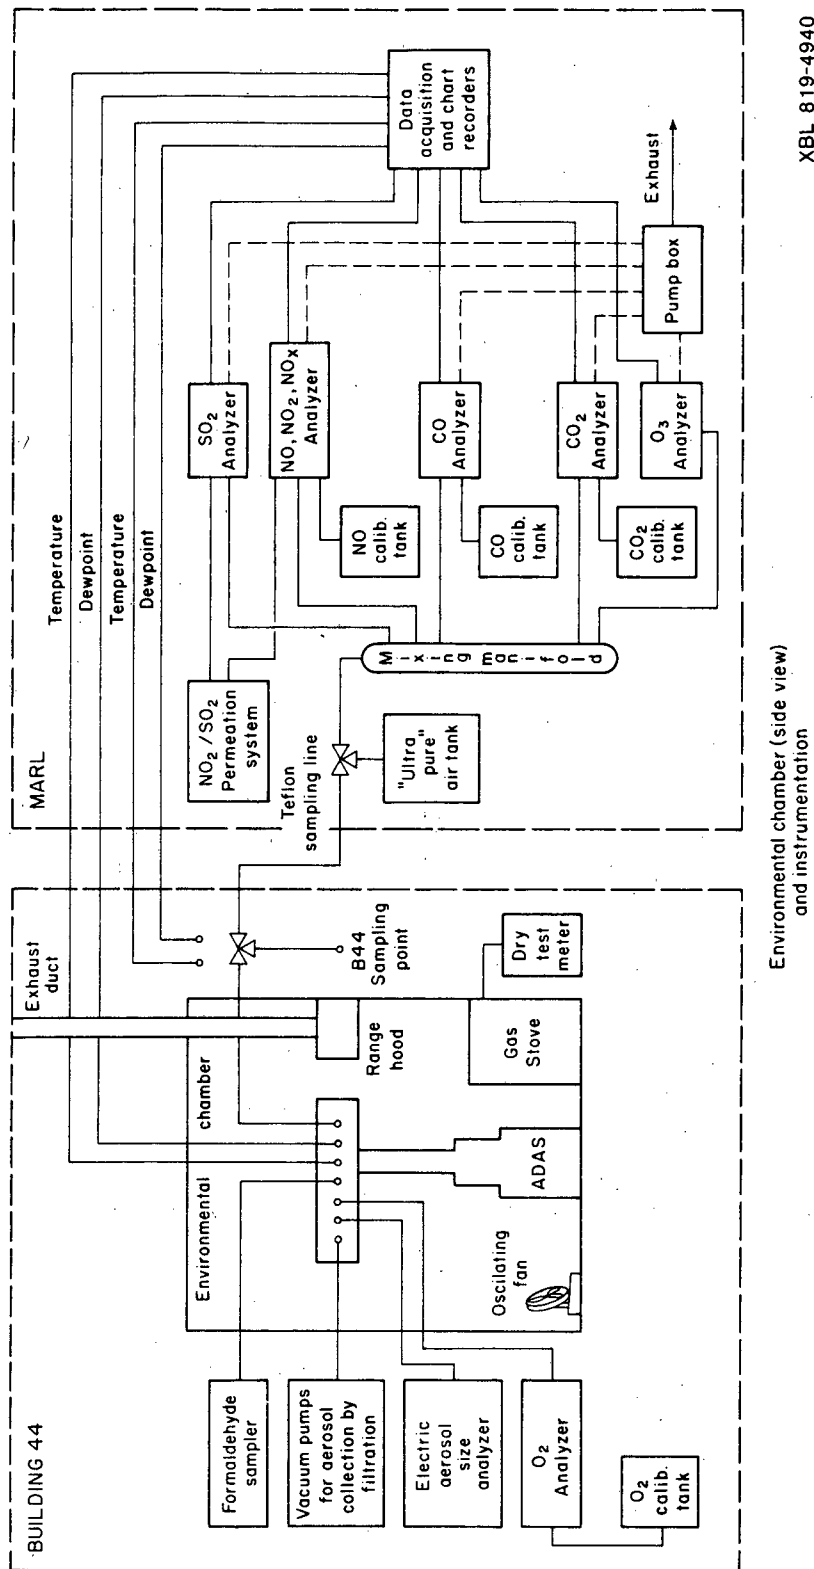 BUILDING 44
Formaldehyde
sampler
Vacuum pumps
for aerosol
collection by
filtration
Electric
aerosol
size
analyzer
O2
Analyzer
O2
calib.
tank
Environmental chamber
Oscilating
fan
ADAS
Range
hood
Gas
Stove
Dry
test
meter
Exhaust
duct
B44
Sampling
point
MARL
Temperature
Dewpoint
Temperature
Dewpoint
Teflon
sampling line
NO2/SO2
Permeation
system
"Ultra
pure"
air tank
Mixing manifold
SO2
Analyzer
NO, NO2, NOx
Analyzer
NO
calib.
tank
CO
Analyzer
CO
calib.
tank
CO2
Analyzer
CO2
calib.
tank
O3
Analyzer
Data
acquisition
and chart
recorders
Pump box
Exhaust
Environmental chamber (side view)
and instrumentation
XBL 819-4940